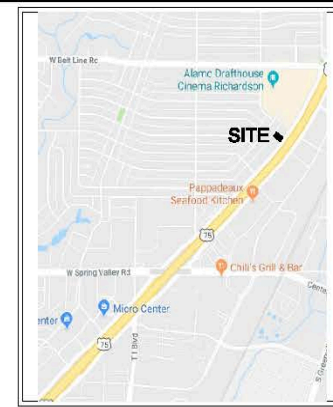 W Belt Line Rd
Alamo Drafthouse
Cinema Richardson
SITE
Pappadeaux
Seafood Kitchen
75
W Spring Valley Rd
Chili's Grill & Bar
Micro Center
75
T I Blvd